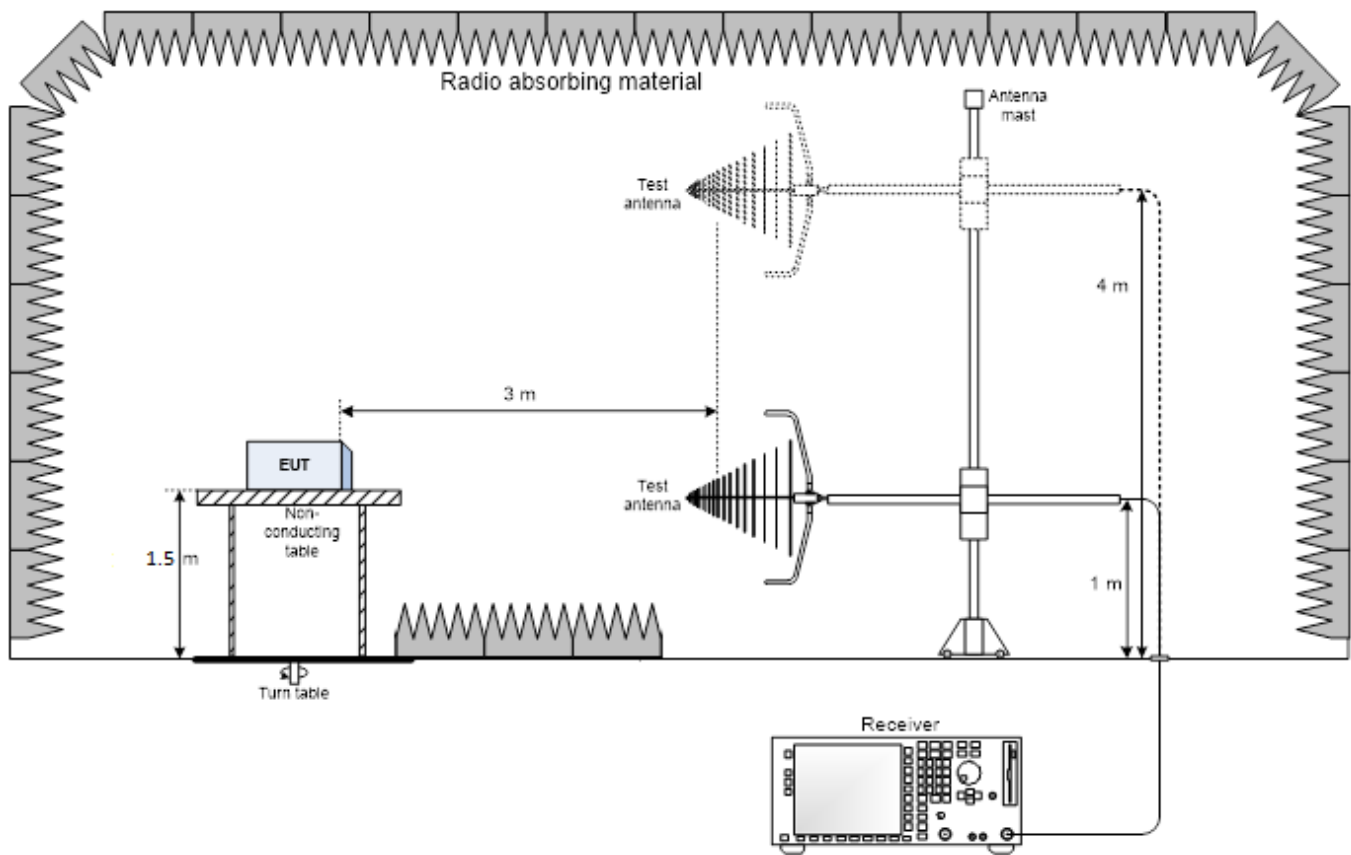 Radio absorbing material
Antenna
mast
Test
antenna
4 m
3 m
EUT
Test
antenna
Non-
conducting
table
1.5 m
1 m
Turn table
Receiver